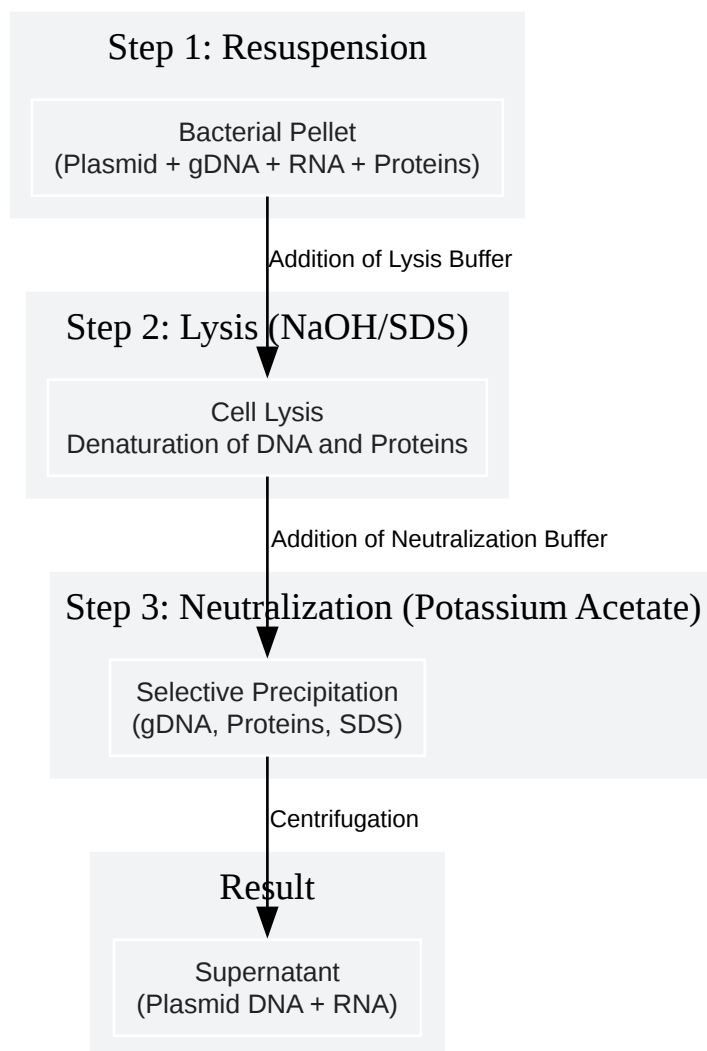 Step 1: Resuspension
Bacterial Pellet
(Plasmid + gDNA + RNA + Proteins)
Addition of Lysis Buffer
Step 2: Lysis (NaOH/SDS)
Cell Lysis
Denaturation of DNA and Proteins
Addition of Neutralization Buffer
Step 3: Neutralization (Potassium Acetate)
Selective Precipitation
(gDNA, Proteins, SDS)
Centrifugation
Result
Supernatant
(Plasmid DNA + RNA)